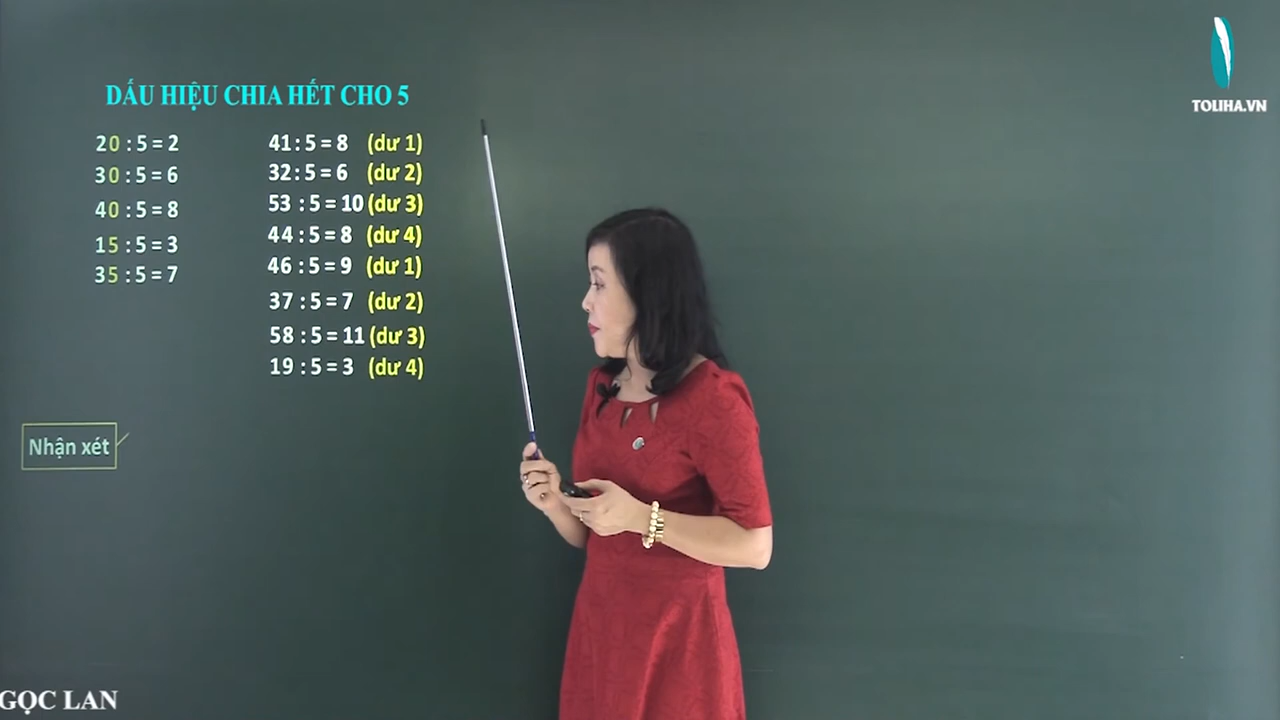 DẤU HIỆU CHIA HẾT CHO 5
20 : 5 = 2
30 : 5 = 6
40 : 5 = 8
15 : 5 = 3
35 : 5 = 7
41 : 5 = 8 (dư 1)
32 : 5 = 6 (dư 2)
53 : 5 = 10 (dư 3)
44 : 5 = 8 (dư 4)
46 : 5 = 9 (dư 1)
37 : 5 = 7 (dư 2)
58 : 5 = 11 (dư 3)
19 : 5 = 3 (dư 4)
Nhận xét
GỌC LAN
TOLIHA.VN